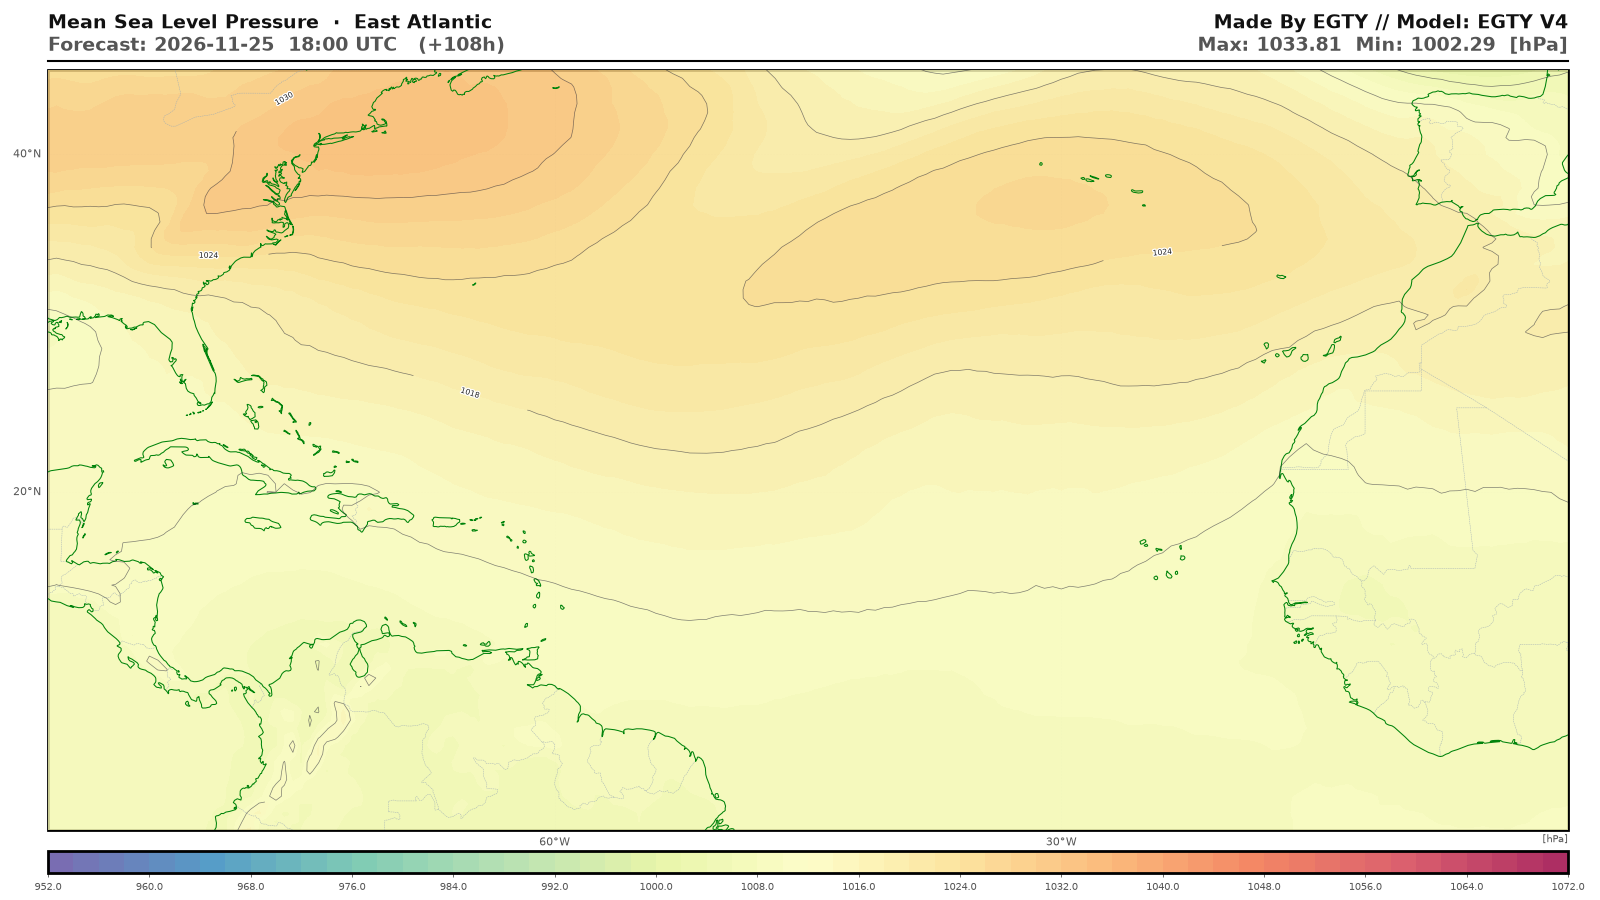 Mean Sea Level Pressure · East Atlantic
Made By EGTY // Model: EGTY V4
Forecast: 2026-11-25 18:00 UTC (+108h)
Max: 1033.81 Min: 1002.29 [hPa]
1030
40°N
1024
1024
1018
20°N
60°W
30°W
[hPa]
952.0 960.0 968.0 976.0 984.0 992.0 1000.0 1008.0 1016.0 1024.0 1032.0 1040.0 1048.0 1056.0 1064.0 1072.0